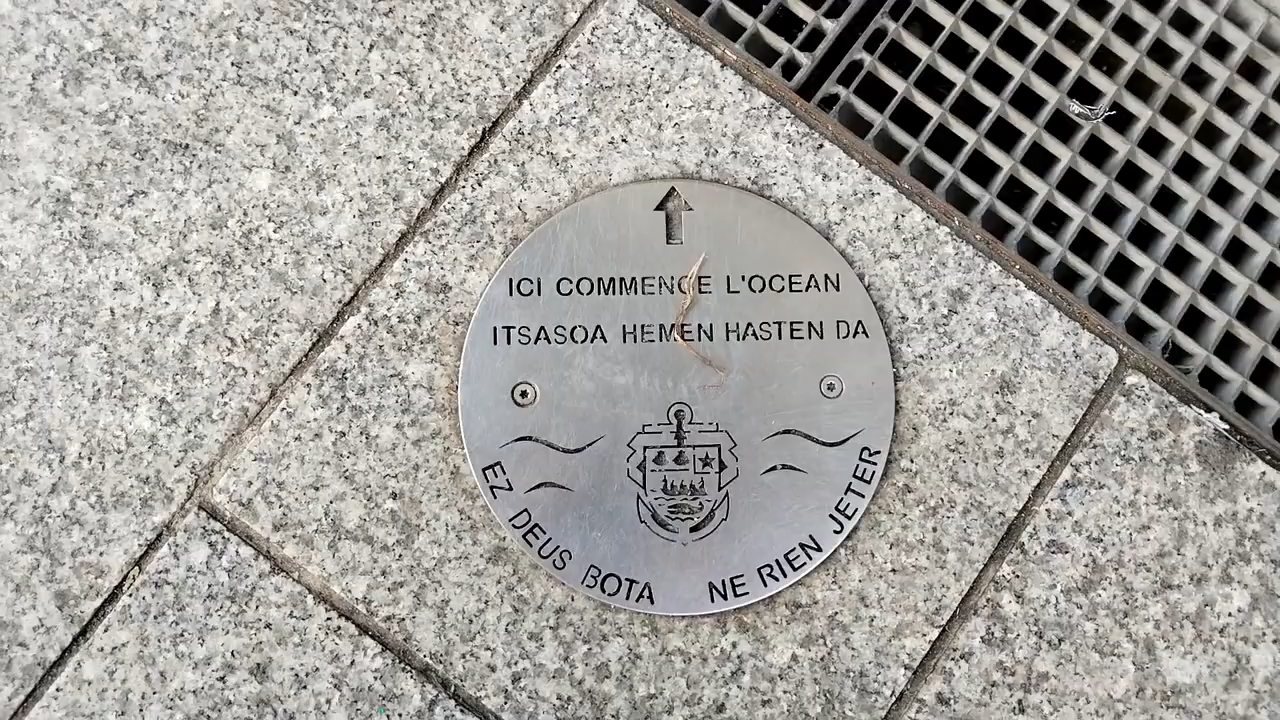 ICI COMMENCE L'OCEAN
ITSASOA HEMEN HASTEN DA
EZ DEUS BOTA
NE RIEN JETER